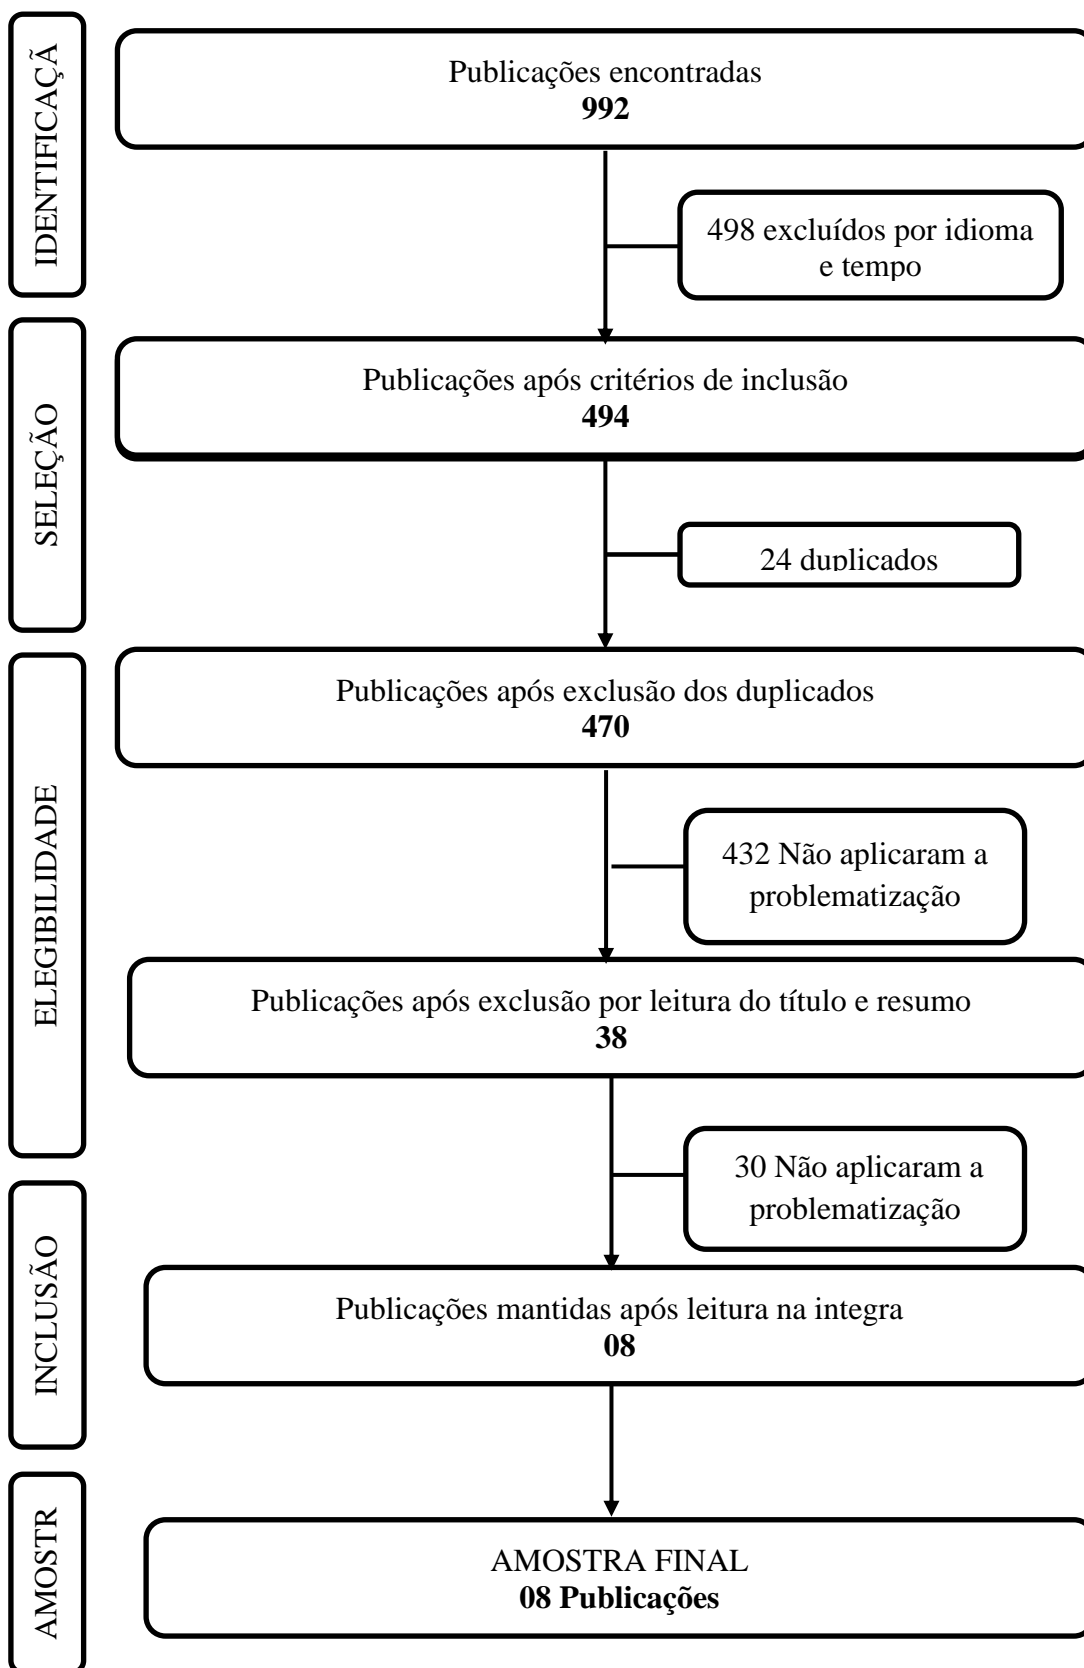 IDENTIFICAÇÃ
Publicações encontradas
992
498 excluídos por idioma
e tempo
SELEÇÃO
Publicações após critérios de inclusão
494
24 duplicados
ELEGIBILIDADE
Publicações após exclusão dos duplicados
470
432 Não aplicaram a
problematização
Publicações após exclusão por leitura do título e resumo
38
30 Não aplicaram a
problematização
INCLUSÃO
Publicações mantidas após leitura na integra
08
AMOSTR
AMOSTRA FINAL
08 Publicações